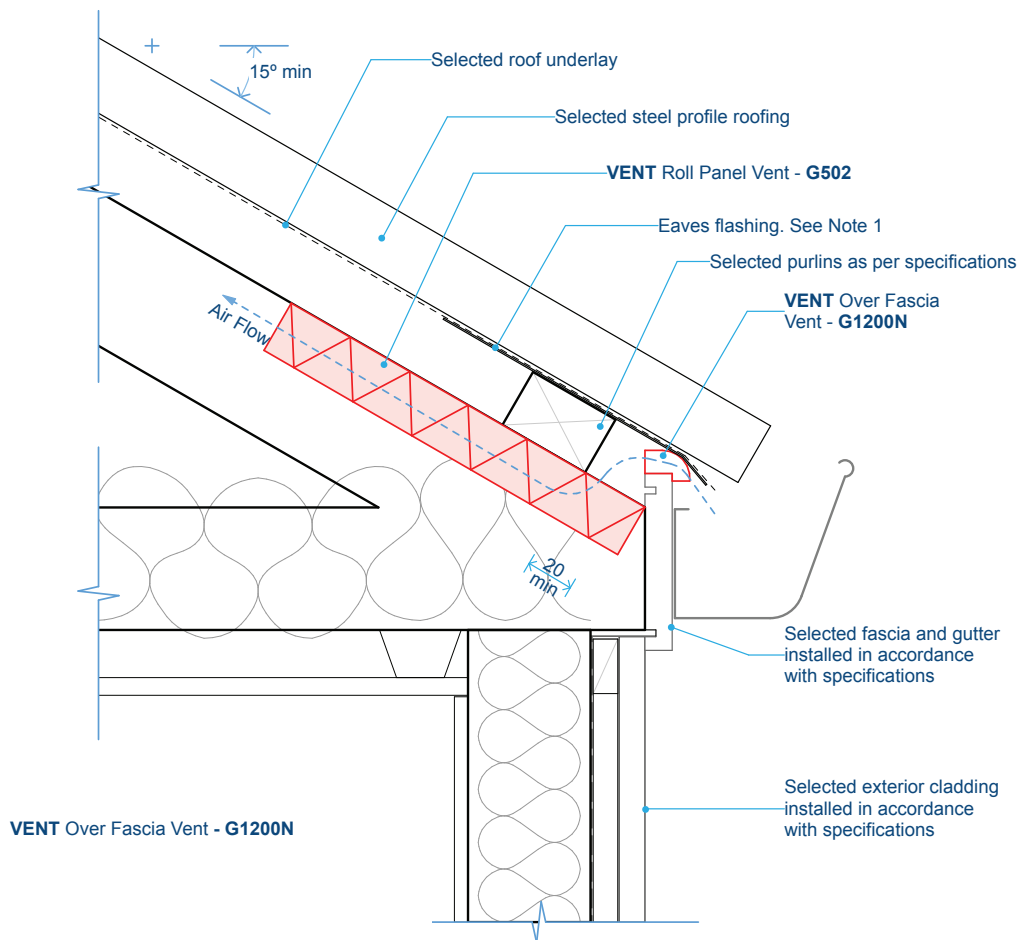 15º min
Selected roof underlay
Selected steel profile roofing
VENT Roll Panel Vent - G502
Eaves flashing. See Note 1
Selected purlins as per specifications
VENT Over Fascia
Vent - G1200N
Air Flow
20
min
Selected fascia and gutter
installed in accordance
with specifications
Selected exterior cladding
installed in accordance
with specifications
VENT Over Fascia Vent - G1200N